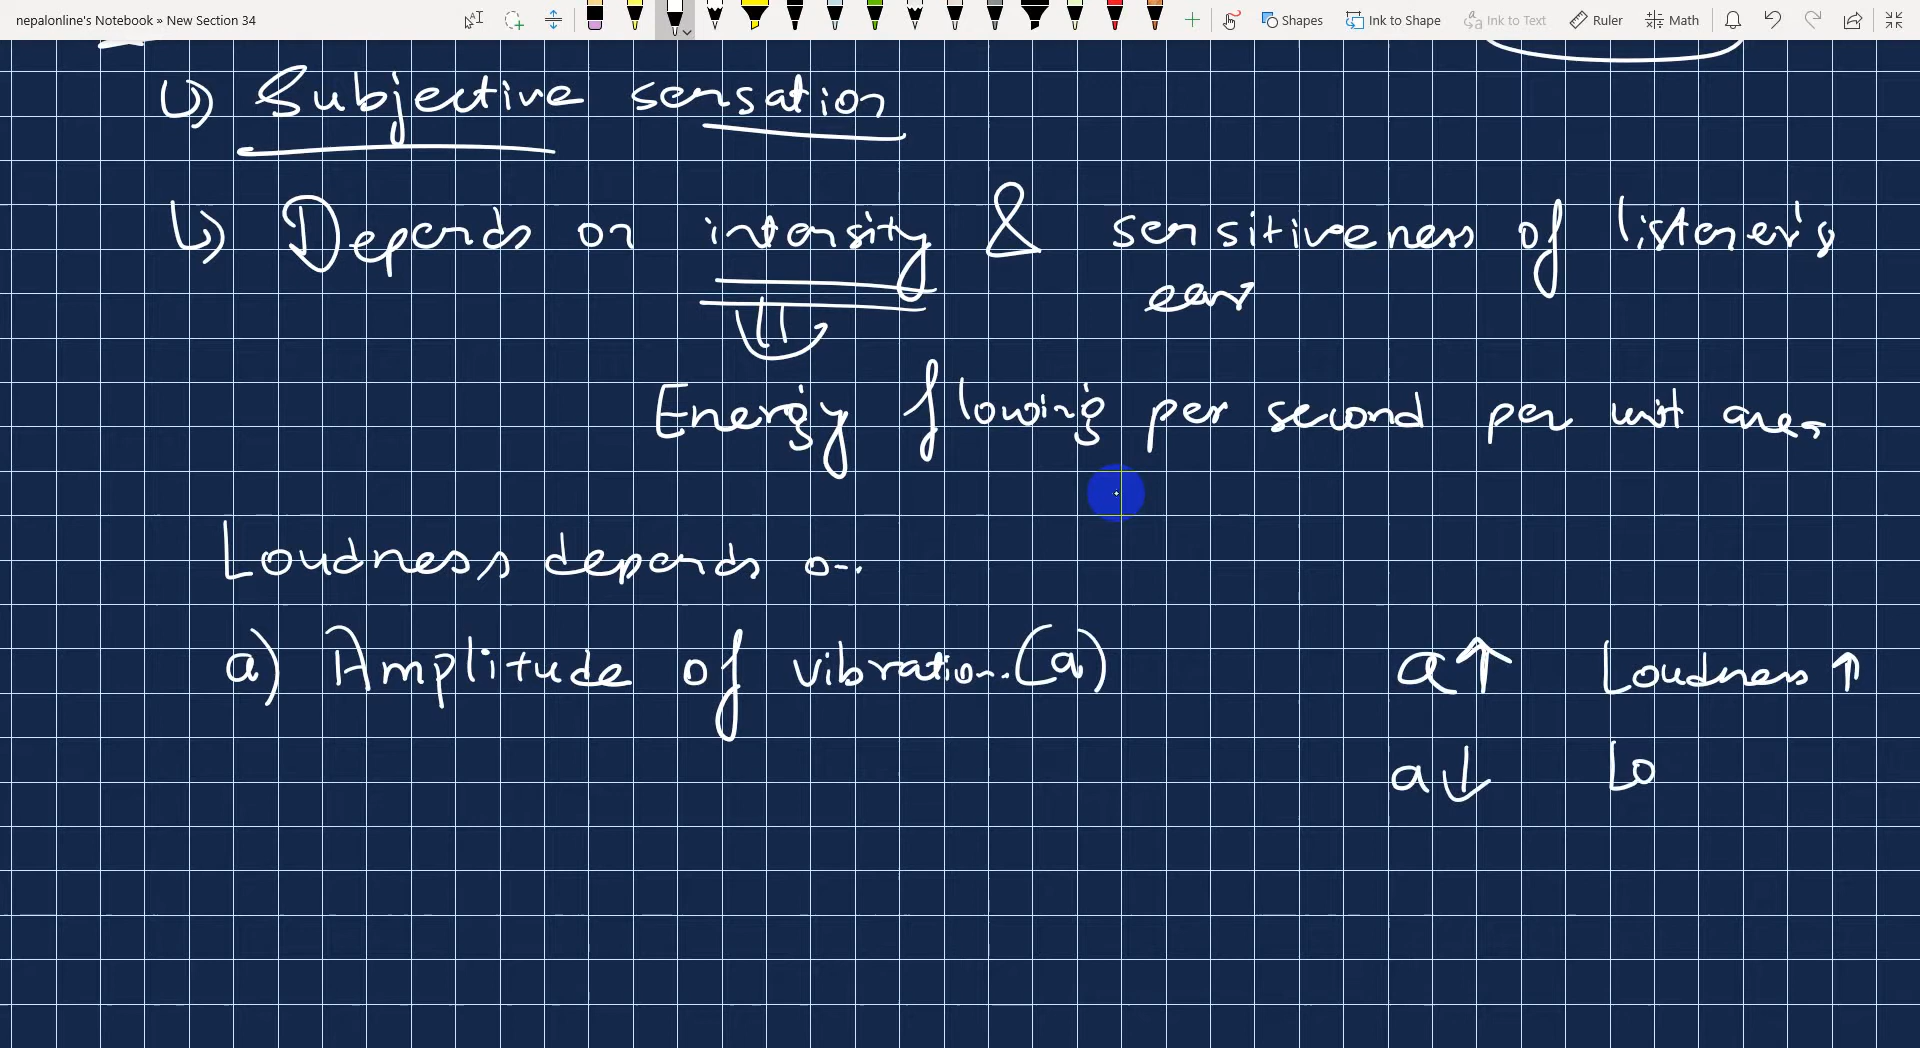 nepalonline's Notebook » New Section 34 Shapes Ink to Shape Ink to Text Ruler Math
↳ Subjective sensation
↳ Depends on intensity & sensitiveness of listener's
ear
Energy flowing per second per unit area
Loudness depends on
a) Amplitude of vibration. (a) a↑ Loudness ↑
a↓ Lo